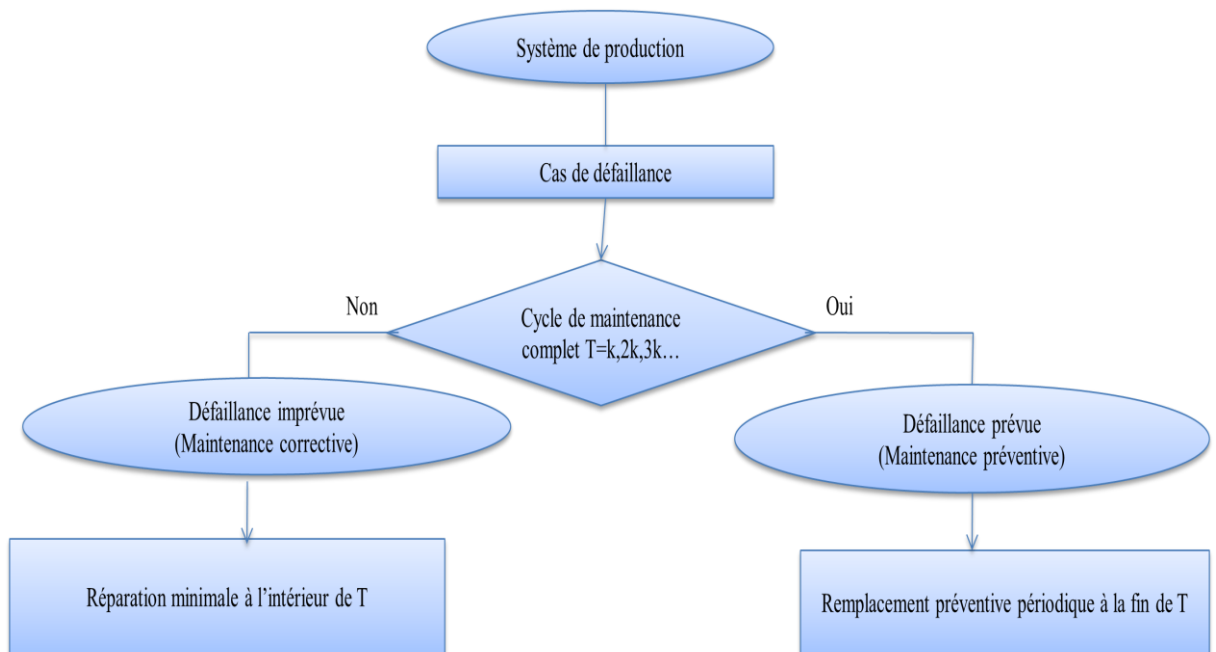 Système de production
Cas de défaillance
Non
Oui
Cycle de maintenance
complet T=k,2k,3k...
Défaillance imprévue
(Maintenance corrective)
Défaillance prévue
(Maintenance préventive)
Réparation minimale à l'intérieur de T
Remplacement préventive périodique à la fin de T